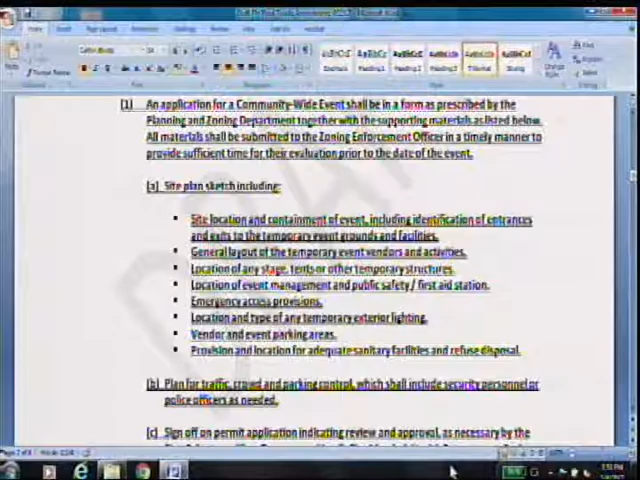 (1) An application for a Community-Wide Event shall be in a form as prescribed by the
Planning and Zoning Department together with the supporting materials as listed below.
All materials shall be submitted to the Zoning Enforcement Officer in a timely manner to
provide sufficient time for their evaluation prior to the date of the event.
(a) Site plan sketch including:
▪ Site location and containment of event, including identification of entrances
and exits to the temporary event grounds and facilities.
▪ General layout of the temporary event vendors and activities.
▪ Location of any stage, tents or other temporary structures.
▪ Location of event management and public safety / first aid station.
▪ Emergency access provisions.
▪ Location and type of any temporary exterior lighting.
▪ Vendor and event parking areas.
▪ Provision and location for adequate sanitary facilities and refuse disposal.
(b) Plan for traffic, crowd and parking control, which shall include security personnel or
police officers as needed.
(c) Sign off on permit application indicating review and approval, as necessary by the